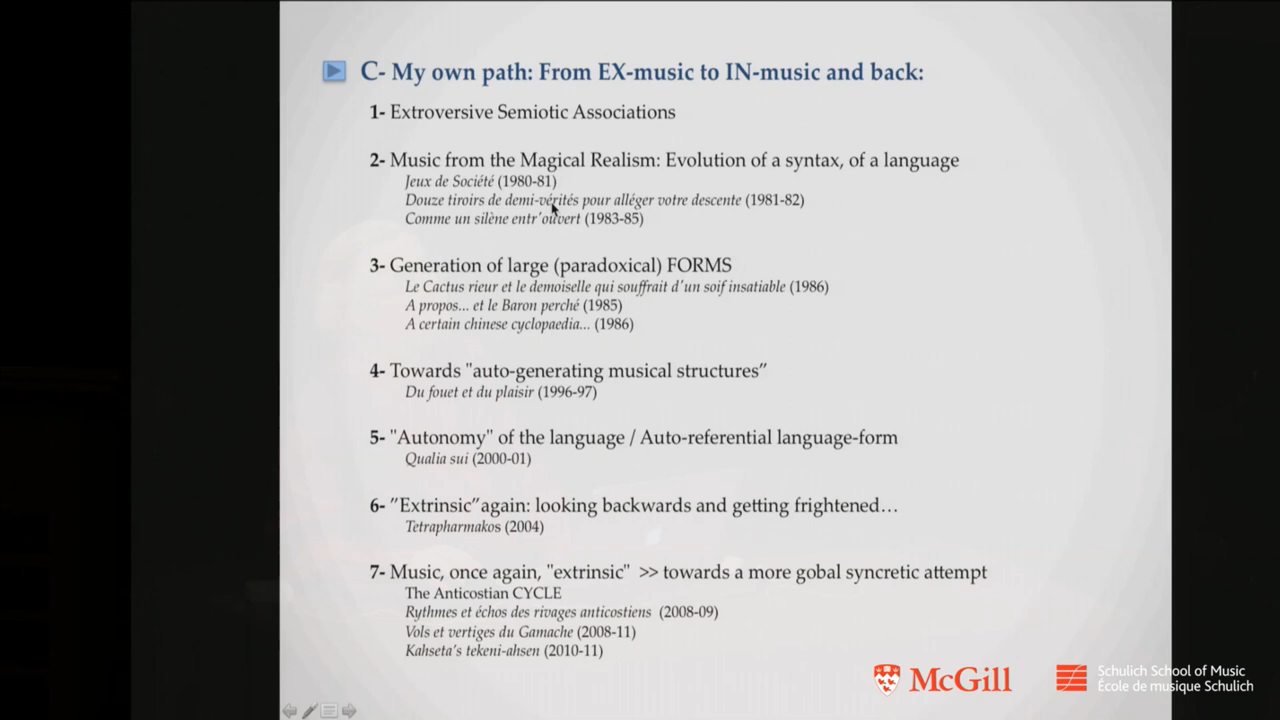 C- My own path: From EX-music to IN-music and back:
1- Extroversive Semiotic Associations
2- Music from the Magical Realism: Evolution of a syntax, of a language
Jeux de Société (1980-81)
Douze tiroirs de demi-vérités pour alléger votre descente (1981-82)
Comme un silène entr'ouvert (1983-85)
3- Generation of large (paradoxical) FORMS
Le Cactus rieur et le demoiselle qui souffrait d'un soif insatiable (1986)
A propos... et le Baron perché (1985)
A certain chinese cyclopaedia... (1986)
4- Towards "auto-generating musical structures”
Du fouet et du plaisir (1996-97)
5- "Autonomy" of the language / Auto-referential language-form
Qualia sui (2000-01)
6- ”Extrinsic”again: looking backwards and getting frightened…
Tetrapharmakos (2004)
7- Music, once again, "extrinsic" >> towards a more gobal syncretic attempt
The Anticostian CYCLE
Rythmes et échos des rivages anticostiens (2008-09)
Vols et vertiges du Gamache (2008-11)
Kahseta's tekeni-ahsen (2010-11)
McGill
Schulich School of Music
École de musique Schulich